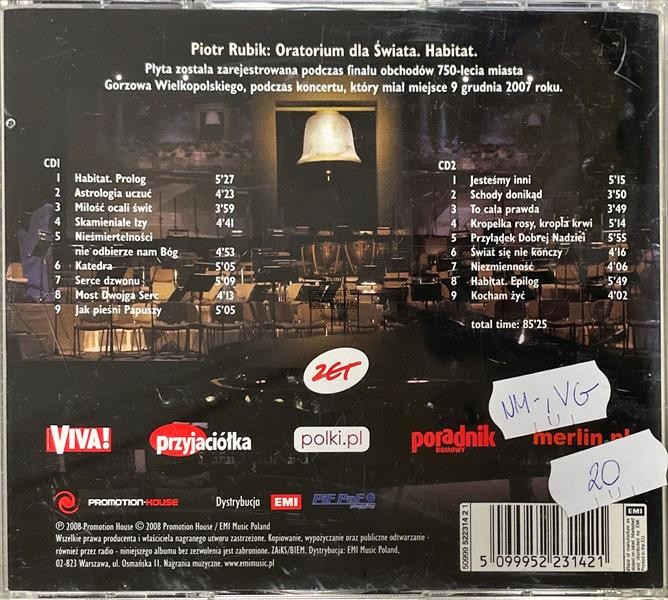 Piotr Rubik: Oratorium dla Świata. Habitat.
Płyta została zarejestrowana podczas finału obchodów 750-lecia miasta
Gorzowa Wielkopolskiego, podczas koncertu, który miał miejsce 9 grudnia 2007 roku.
CD1
1 Habitat. Prolog 5'27
2 Astrologia uczuć 4'23
3 Miłość ocali świt 3'59
4 Skamieniałe łzy 4'41
5 Nieśmiertelności
nie odbierze nam Bóg 4'53
6 Katedra 5'05
7 Serce dzwonu 5'09
8 Most Dwojga Serc 4'13
9 Jak pieśni Papuszy 5'05
CD2
1 Jesteśmy inni 5'15
2 Schody donikąd 3'50
3 To cała prawda 3'49
4 Kropelka rosy, kropla krwi 5'14
5 Przylądek Dobrej Nadziei 5'55
6 Świat się nie kończy 4'16
7 Niezmienność 4'06
8 Habitat. Epilog 5'49
9 Kocham żyć 4'02
total time: 85'25
ZET
NM-, VG
VIVA!
przyjaciółka
polki.pl
poradnik
DOMOWY
merlin.pl
20
PROMOTION-HOUSE
Dystrybucja
EMI
50999 522314 2 1
EMI
℗ 2008-Promotion House © 2008 Promotion House / EMI Music Poland
Wszelkie prawa producenta i właściciela nagranego utworu zastrzeżone. Kopiowanie, wypożyczanie oraz publiczne odtwarzanie -
również przez radio - niniejszego albumu bez zezwolenia jest zabronione. ZAiKS/BIEM. Dystrybucja: EMI Music Poland,
02-823 Warszawa, ul. Osmańska 11. Nagrania muzyczne. www.emimusic.pl
5 099952 231421